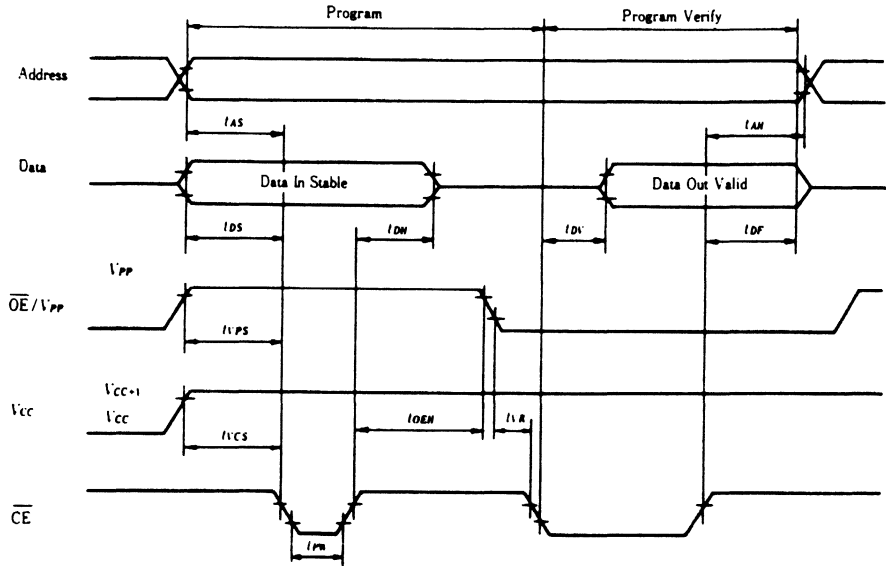 Program
Program Verify
Address
tAS
tAH
Data
Data In Stable
Data Out Valid
tDS
tDH
tDV
tDF
VPP
OE/VPP
tVPS
VCC+1
VCC
VCC
tVCS
tOEH
tVR
CE
tPW